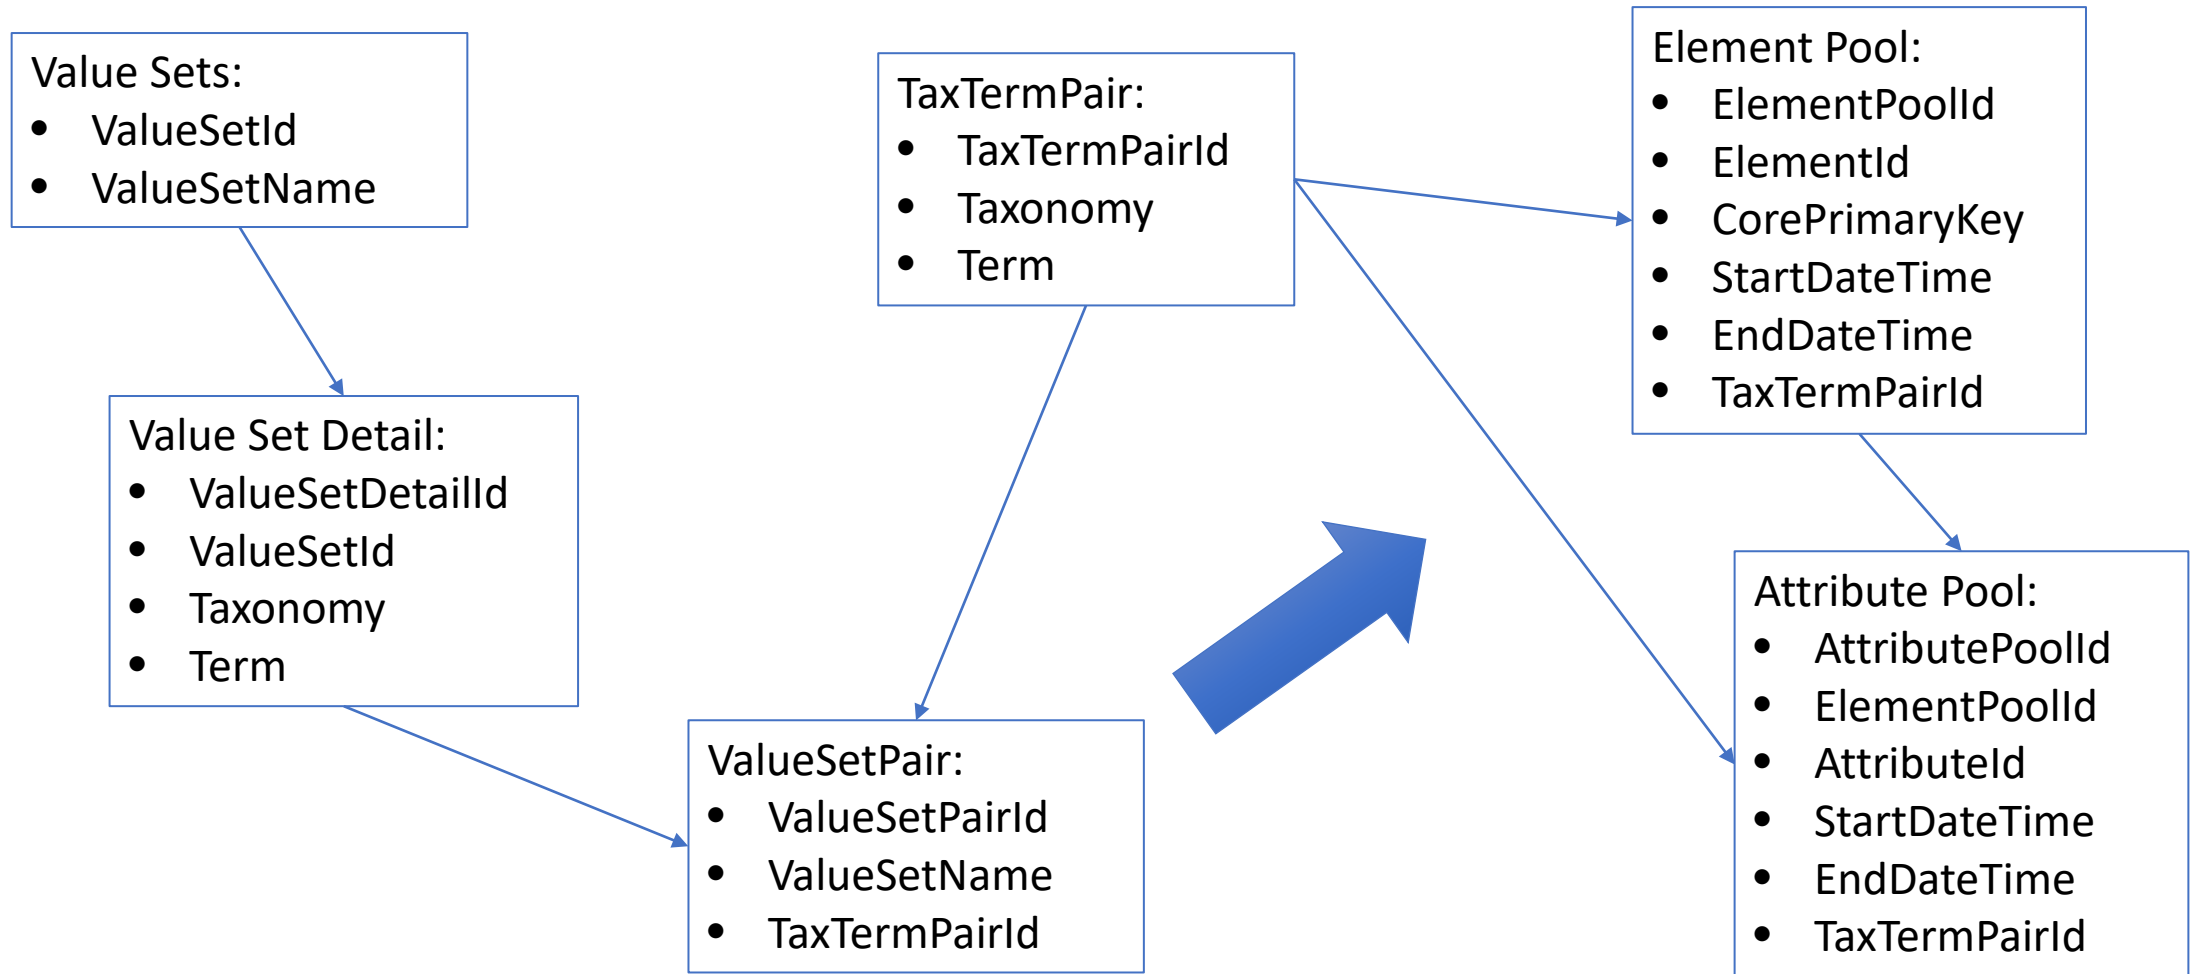 Value Sets:
• ValueSetId
• ValueSetName
Value Set Detail:
• ValueSetDetailId
• ValueSetId
• Taxonomy
• Term
TaxTermPair:
• TaxTermPairId
• Taxonomy
• Term
ValueSetPair:
• ValueSetPairId
• ValueSetName
• TaxTermPairId
Element Pool:
• ElementPoolId
• ElementId
• CorePrimaryKey
• StartDateTime
• EndDateTime
• TaxTermPairId
Attribute Pool:
• AttributePoolId
• ElementPoolId
• AttributeId
• StartDateTime
• EndDateTime
• TaxTermPairId